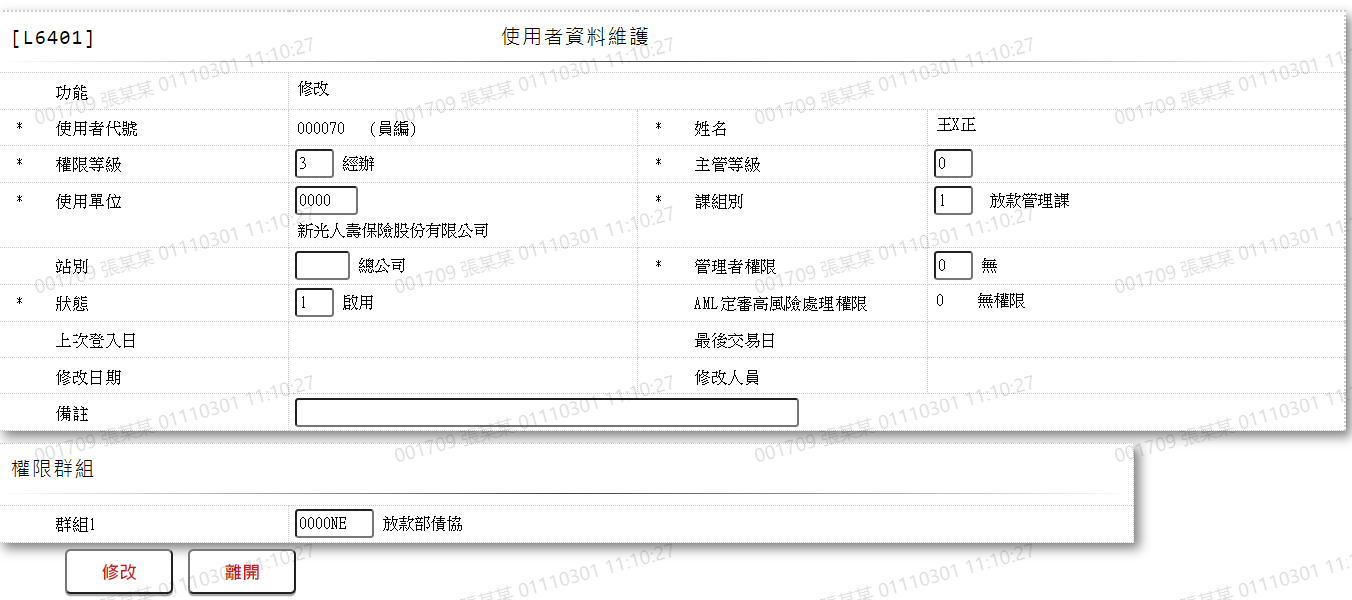 [L6401] 使用者資料維護
功能 修改
* 使用者代號 000070 (員編) * 姓名 王X正
* 權限等級 3 經辦 * 主管等級 0
* 使用單位 0000 * 課組別 1 放款管理課
新光人壽保險股份有限公司
站別 總公司 * 管理者權限 0 無
* 狀態 1 啟用 AML定審高風險處理權限 0 無權限
上次登入日 最後交易日
修改日期 修改人員
備註
權限群組
群組1 0000NE 放款部債協
修改 離開
001709 張某某 01110301 11:10:27